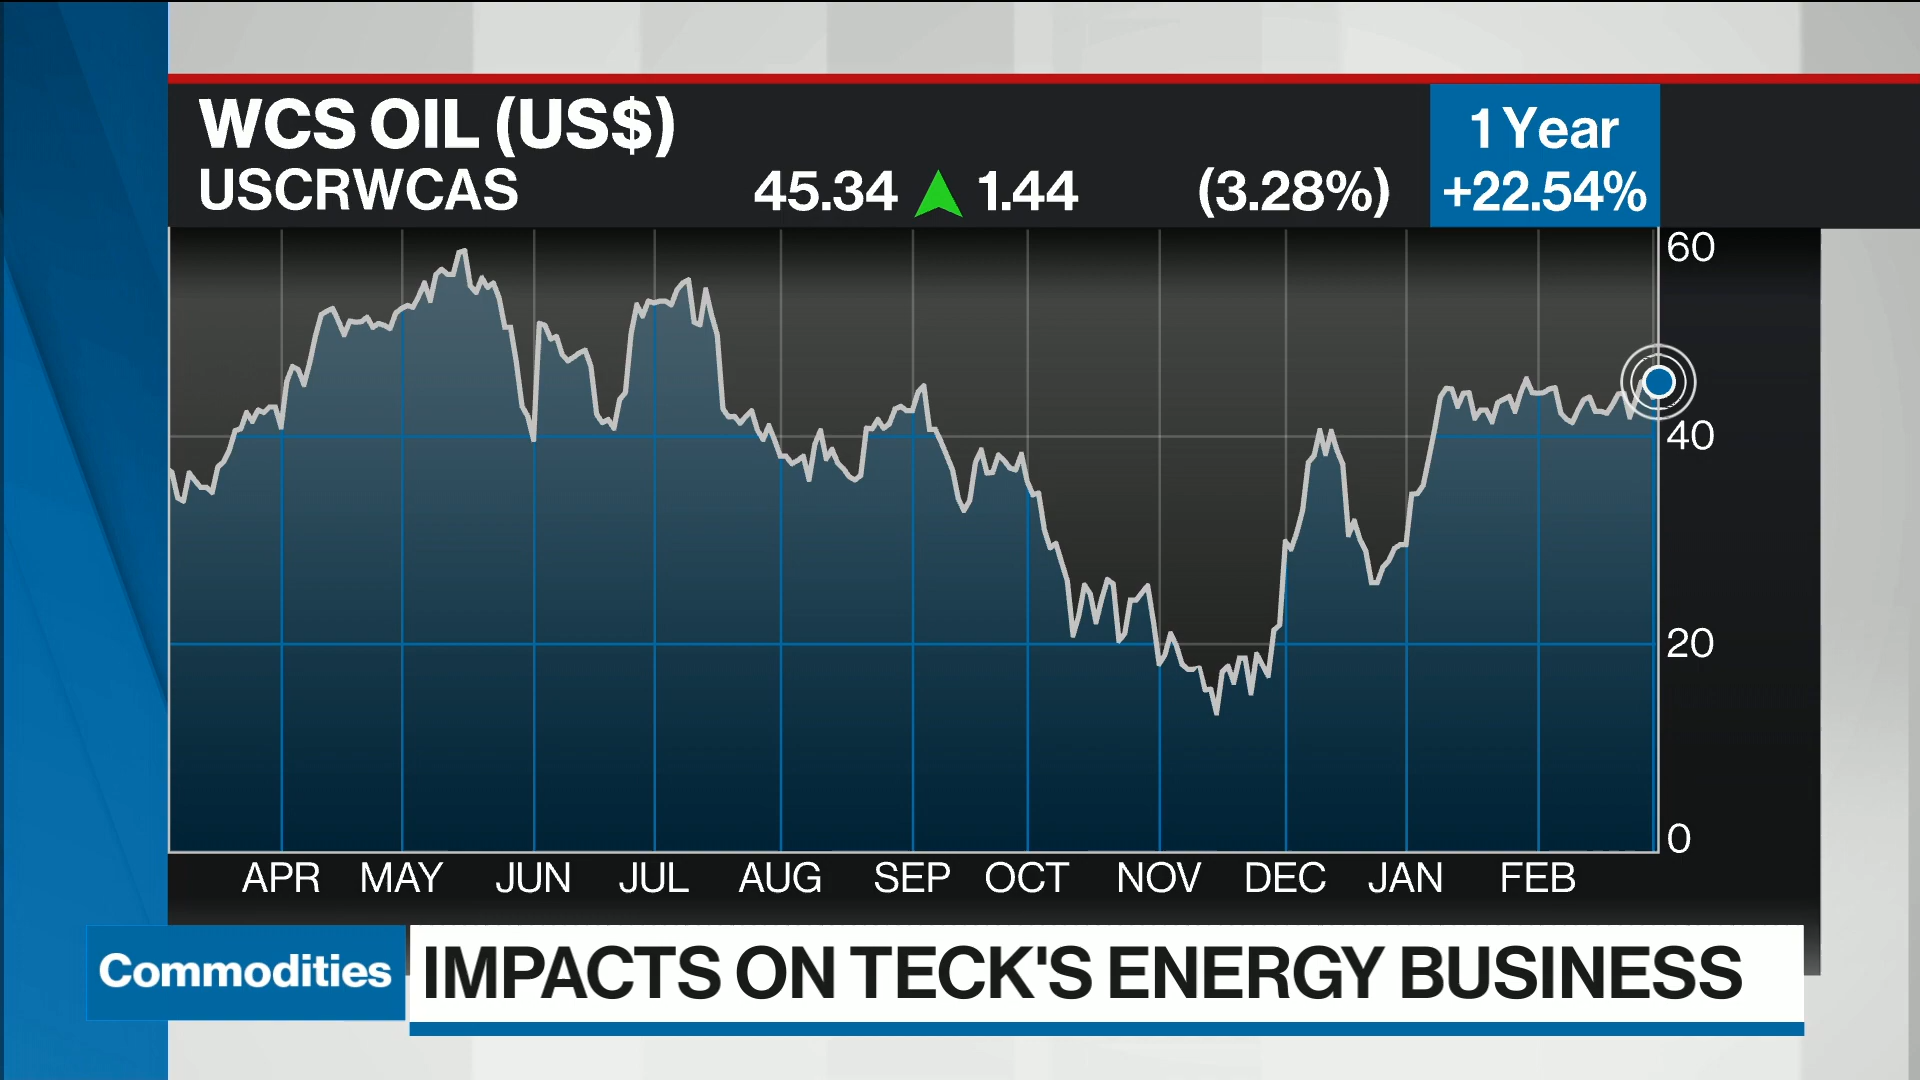 WCS OIL (US$)
USCRWCAS 45.34 ▲ 1.44 (3.28%)
1 Year
+22.54%
60
40
20
0
APR MAY JUN JUL AUG SEP OCT NOV DEC JAN FEB
Commodities
IMPACTS ON TECK'S ENERGY BUSINESS